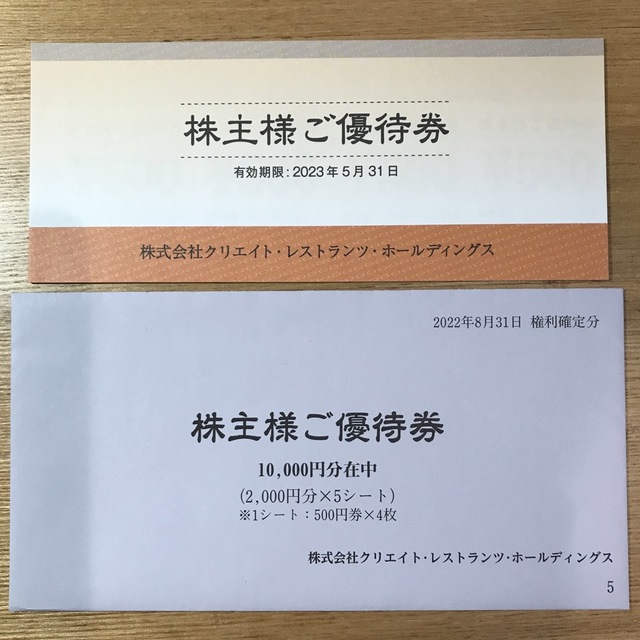 株主様ご優待券
有効期限:2023年5月31日
株式会社クリエイト・レストランツ・ホールディングス
2022年8月31日 権利確定分
株主様ご優待券
10,000円分在中
(2,000円分×5シート)
※1シート:500円券×4枚
株式会社クリエイト・レストランツ・ホールディングス
5